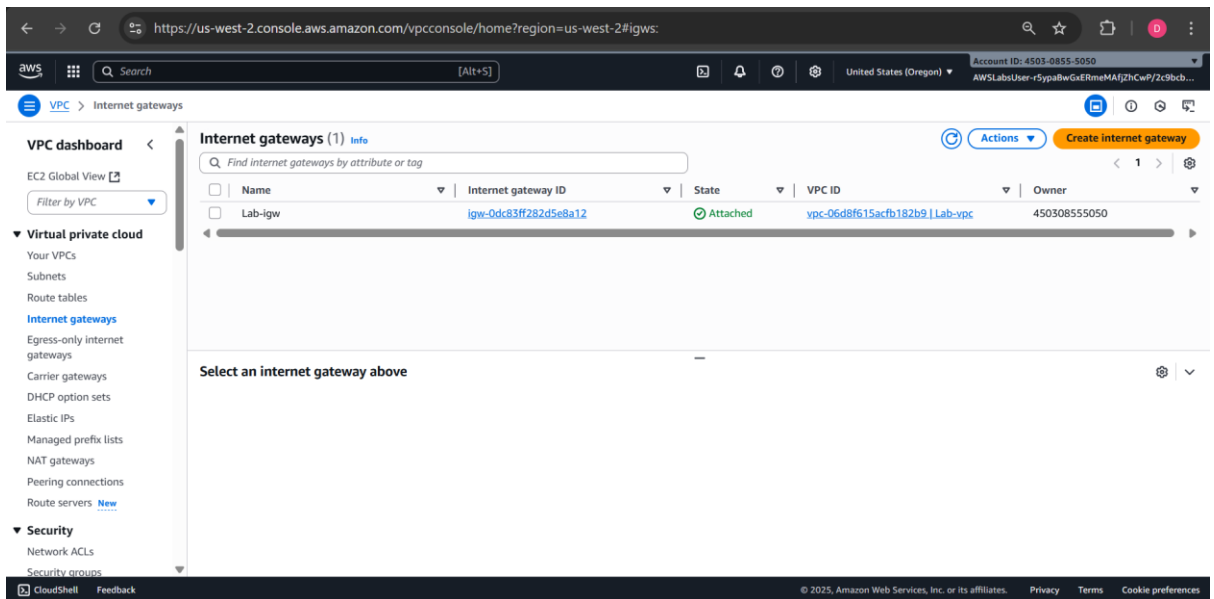 https://us-west-2.console.aws.amazon.com/vpcconsole/home?region=us-west-2#igws:
D
aws
Search
[Alt+S]
United States (Oregon)
Account ID: 4503-0855-5050
AWSLabsUser-r5ypaBwGxERmeMAfjZhCwP/2c9bcb...
VPC > Internet gateways
VPC dashboard
EC2 Global View
Filter by VPC
Virtual private cloud
Your VPCs
Subnets
Route tables
Internet gateways
Egress-only internet
gateways
Carrier gateways
DHCP option sets
Elastic IPs
Managed prefix lists
NAT gateways
Peering connections
Route servers New
Security
Network ACLs
Security groups
Internet gateways (1) Info
Actions
Create internet gateway
Find internet gateways by attribute or tag
1
Name Internet gateway ID State VPC ID Owner
Lab-igw igw-0dc83ff282d5e8a12 Attached vpc-06d8f615acfb182b9 | Lab-vpc 450308555050
Select an internet gateway above
CloudShell Feedback
© 2025, Amazon Web Services, Inc. or its affiliates. Privacy Terms Cookie preferences